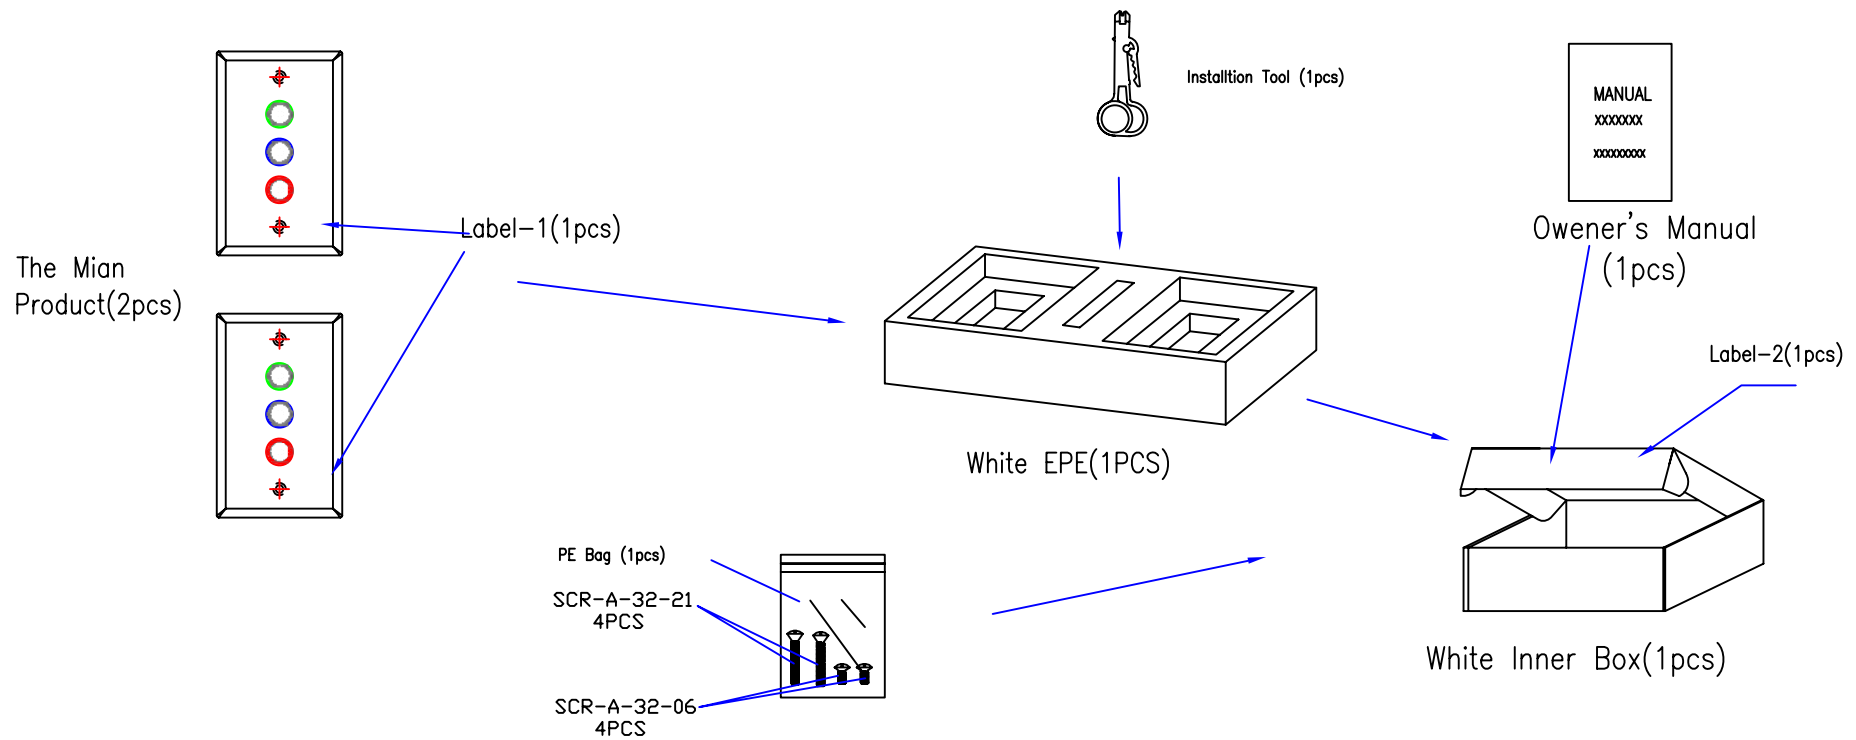 Installtion Tool (1pcs)
MANUAL
XXXXXXX
XXXXXXXXX
Owener's Manual
(1pcs)
Label-1(1pcs)
The Mian
Product(2pcs)
Label-2(1pcs)
White EPE(1PCS)
PE Bag (1pcs)
SCR-A-32-21
4PCS
SCR-A-32-06
4PCS
White Inner Box(1pcs)